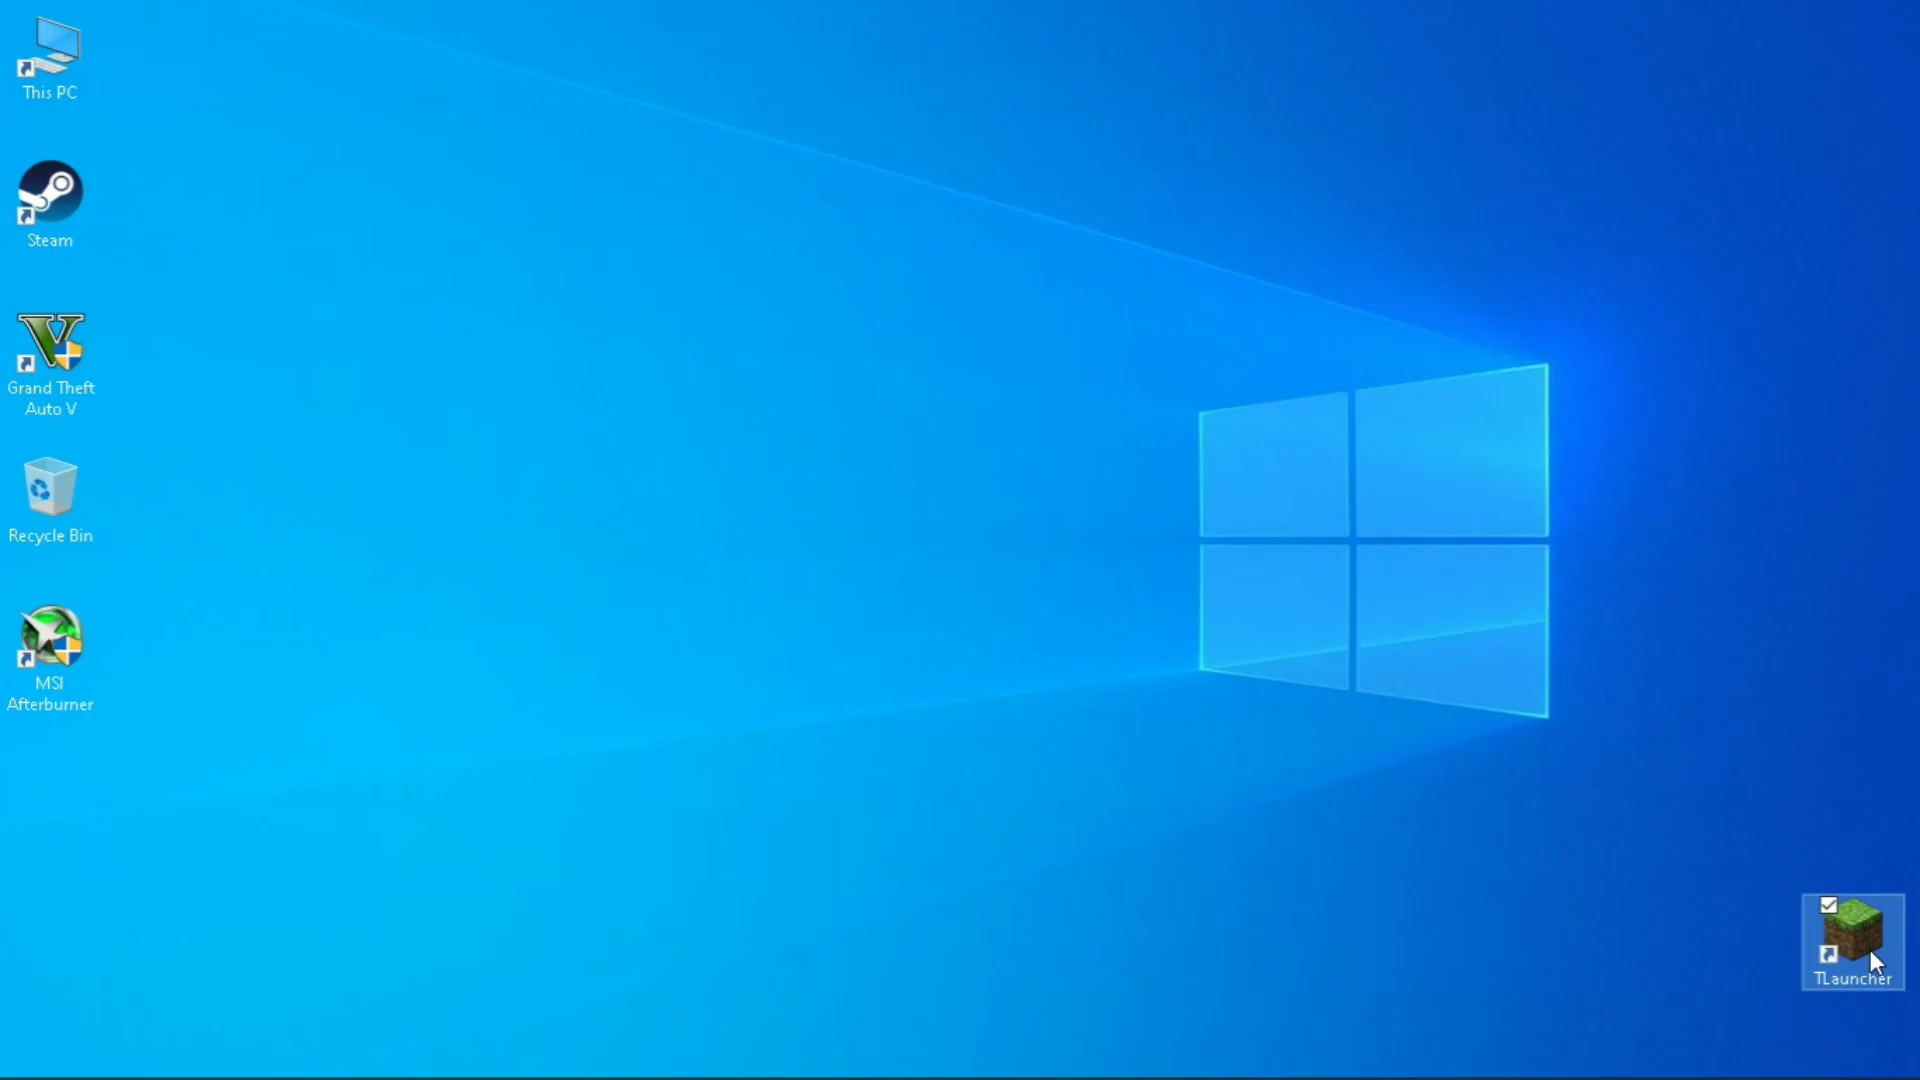 This PC
Steam
Grand Theft
Auto V
Recycle Bin
MSI
Afterburner
TLauncher